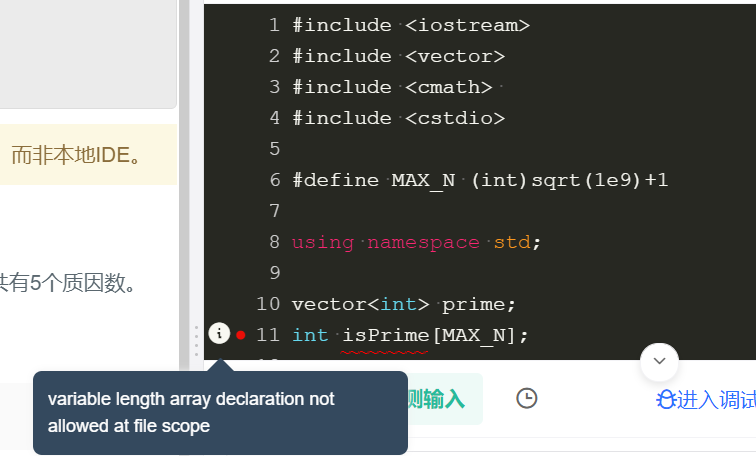 1 #include <iostream>
2 #include <vector>
3 #include <cmath>
4 #include <cstdio>
5
6 #define MAX_N (int)sqrt(1e9)+1
7
8 using namespace std;
9
10 vector<int> prime;
11 int isPrime[MAX_N];
而非本地IDE。
共有5个质因数。
variable length array declaration not
allowed at file scope
测输入
进入调试